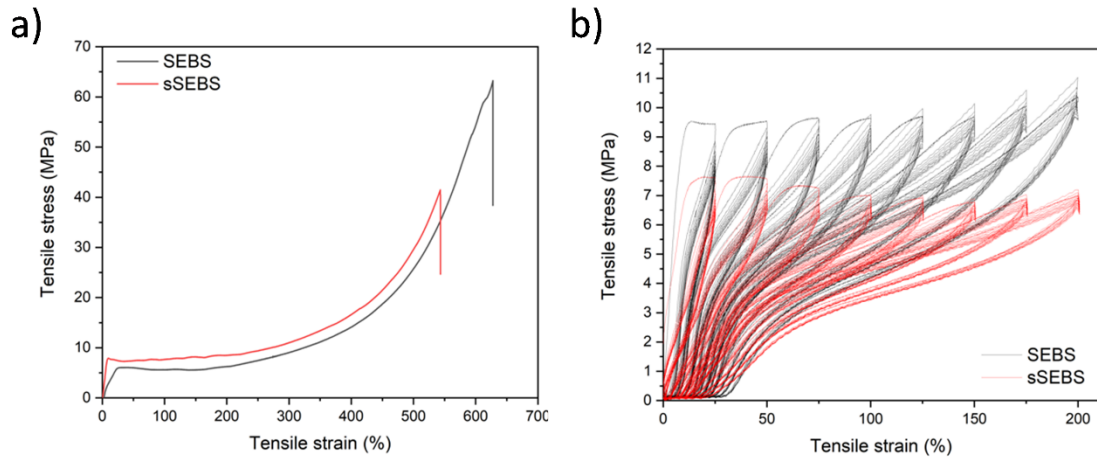 a)
70
60
50
40
30
20
10
0
Tensile stress (MPa)
SEBS
sSEBS
0 100 200 300 400 500 600 700
Tensile strain (%)
b)
12
11
10
9
8
7
6
5
4
3
2
1
0
Tensile stress (MPa)
SEBS
sSEBS
0 50 100 150 200
Tensile strain (%)